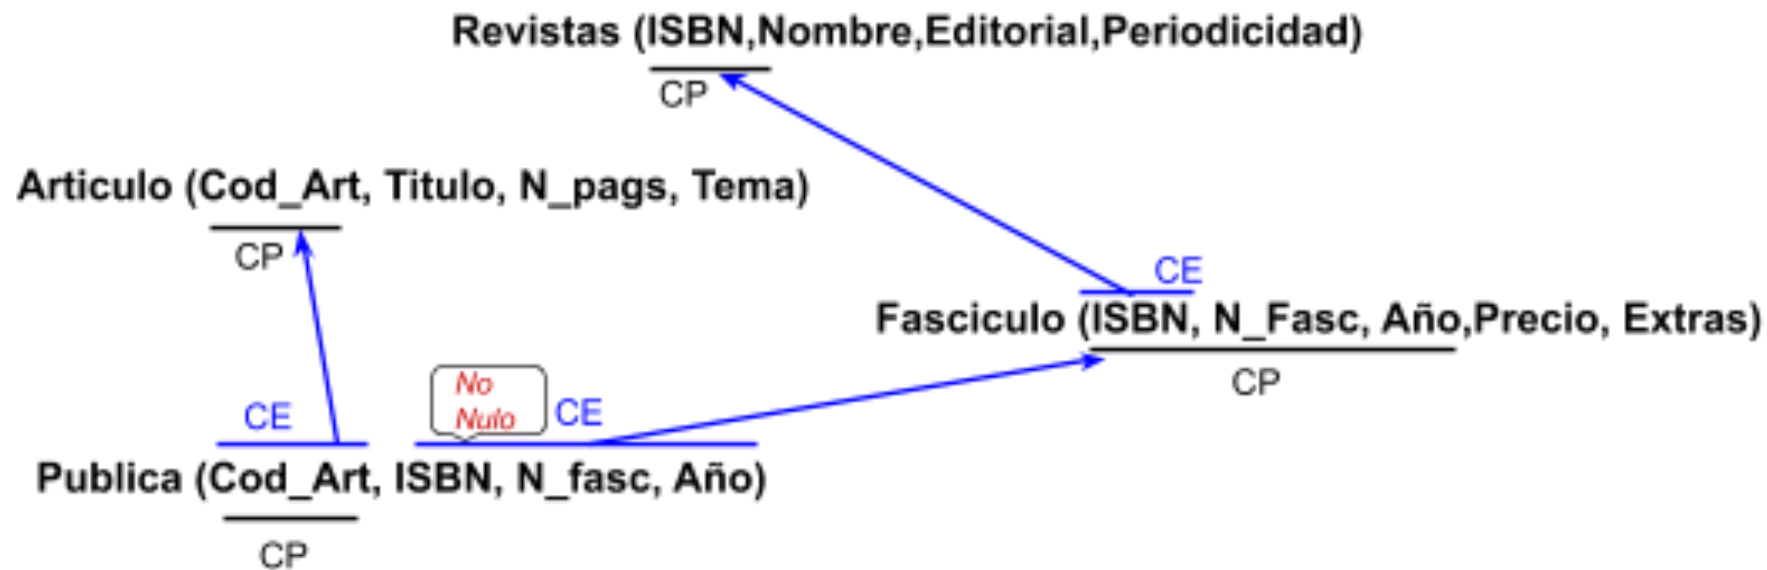 Revistas (ISBN,Nombre,Editorial,Periodicidad)
CP
Articulo (Cod_Art, Titulo, N_pags, Tema)
CP
CE
Fasciculo (ISBN, N_Fasc, Año,Precio, Extras)
CP
No
Nulo
CE
CE
Publica (Cod_Art, ISBN, N_fasc, Año)
CP